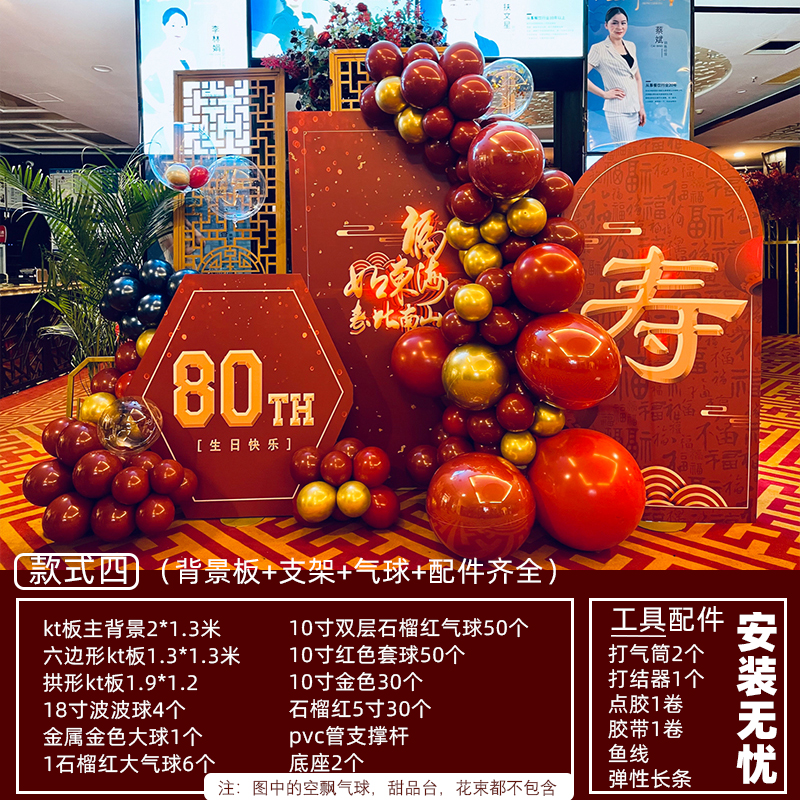 李林娟
扶文星
蔡斌
福
如東海
寿比南山
寿
80TH
[生日快乐]
款式四（背景板+支架+气球+配件齐全）
kt板主背景2*1.3米
六边形kt板1.3*1.3米
拱形kt板1.9*1.2
18寸波波球4个
金属金色大球1个
1石榴红大气球6个
10寸双层石榴红气球50个
10寸红色套球50个
10寸金色30个
石榴红5寸30个
pvc管支撑杆
底座2个
工具配件
打气筒2个
打结器1个
点胶1卷
胶带1卷
鱼线
弹性长条
安装无忧
注：图中的空飘气球，甜品台，花束都不包含